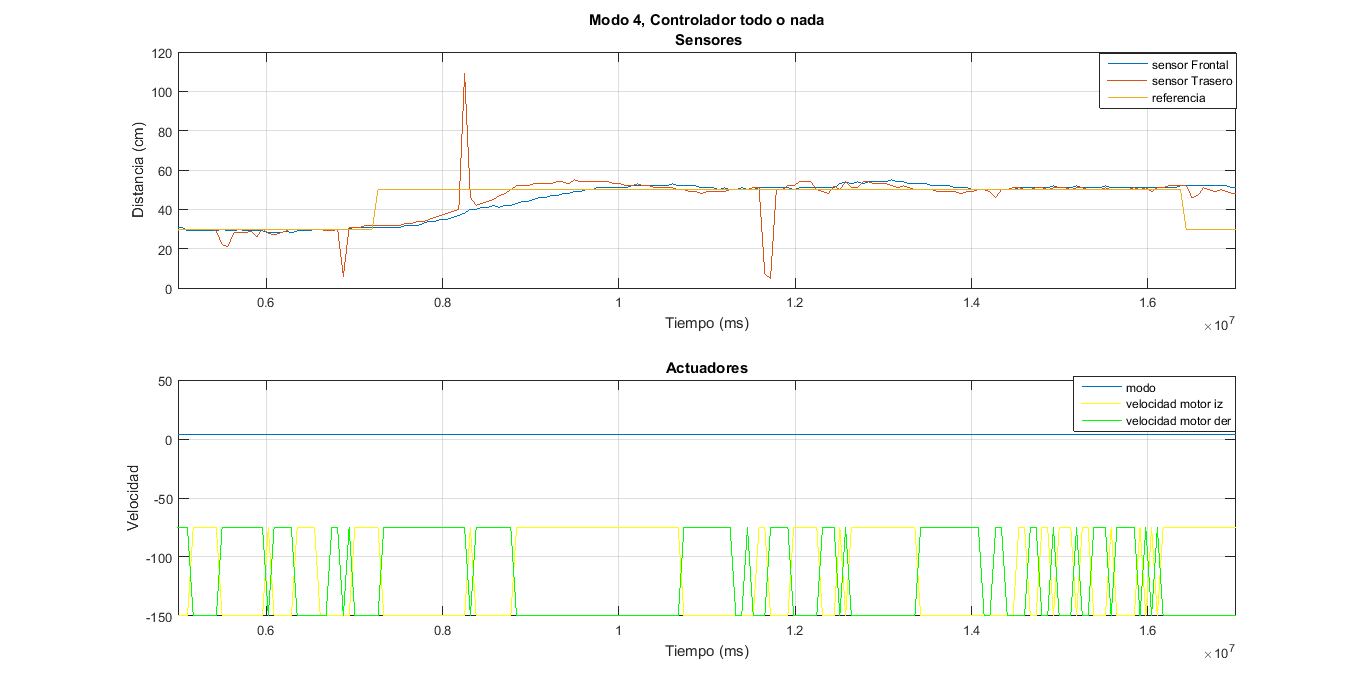 Modo 4, Controlador todo o nada
Sensores
120
100
80
60
40
20
0
Distancia (cm)
sensor Frontal
sensor Trasero
referencia
0.6
0.8
1
1.2
1.4
1.6
×10^7
Tiempo (ms)
Actuadores
50
0
-50
-100
-150
Velocidad
modo
velocidad motor iz
velocidad motor der
0.6
0.8
1
1.2
1.4
1.6
×10^7
Tiempo (ms)